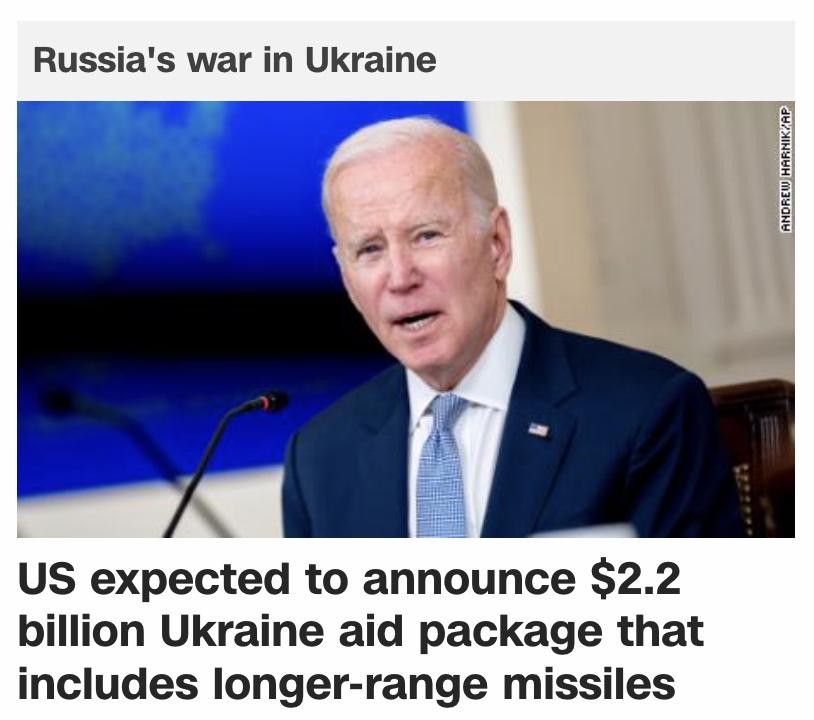 Russia's war in Ukraine
ANDREW HARNIK/AP
US expected to announce $2.2
billion Ukraine aid package that
includes longer-range missiles